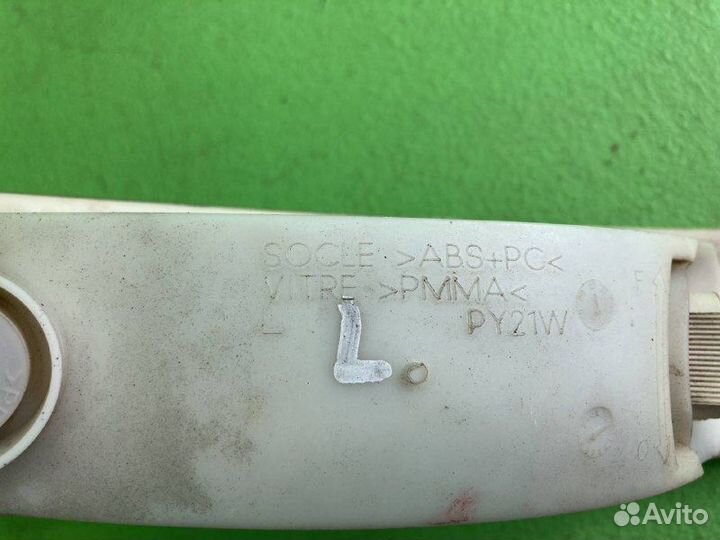 SOCLE >ABS+PC<
VITRE >PMMA<
L PY21W
L
Avito